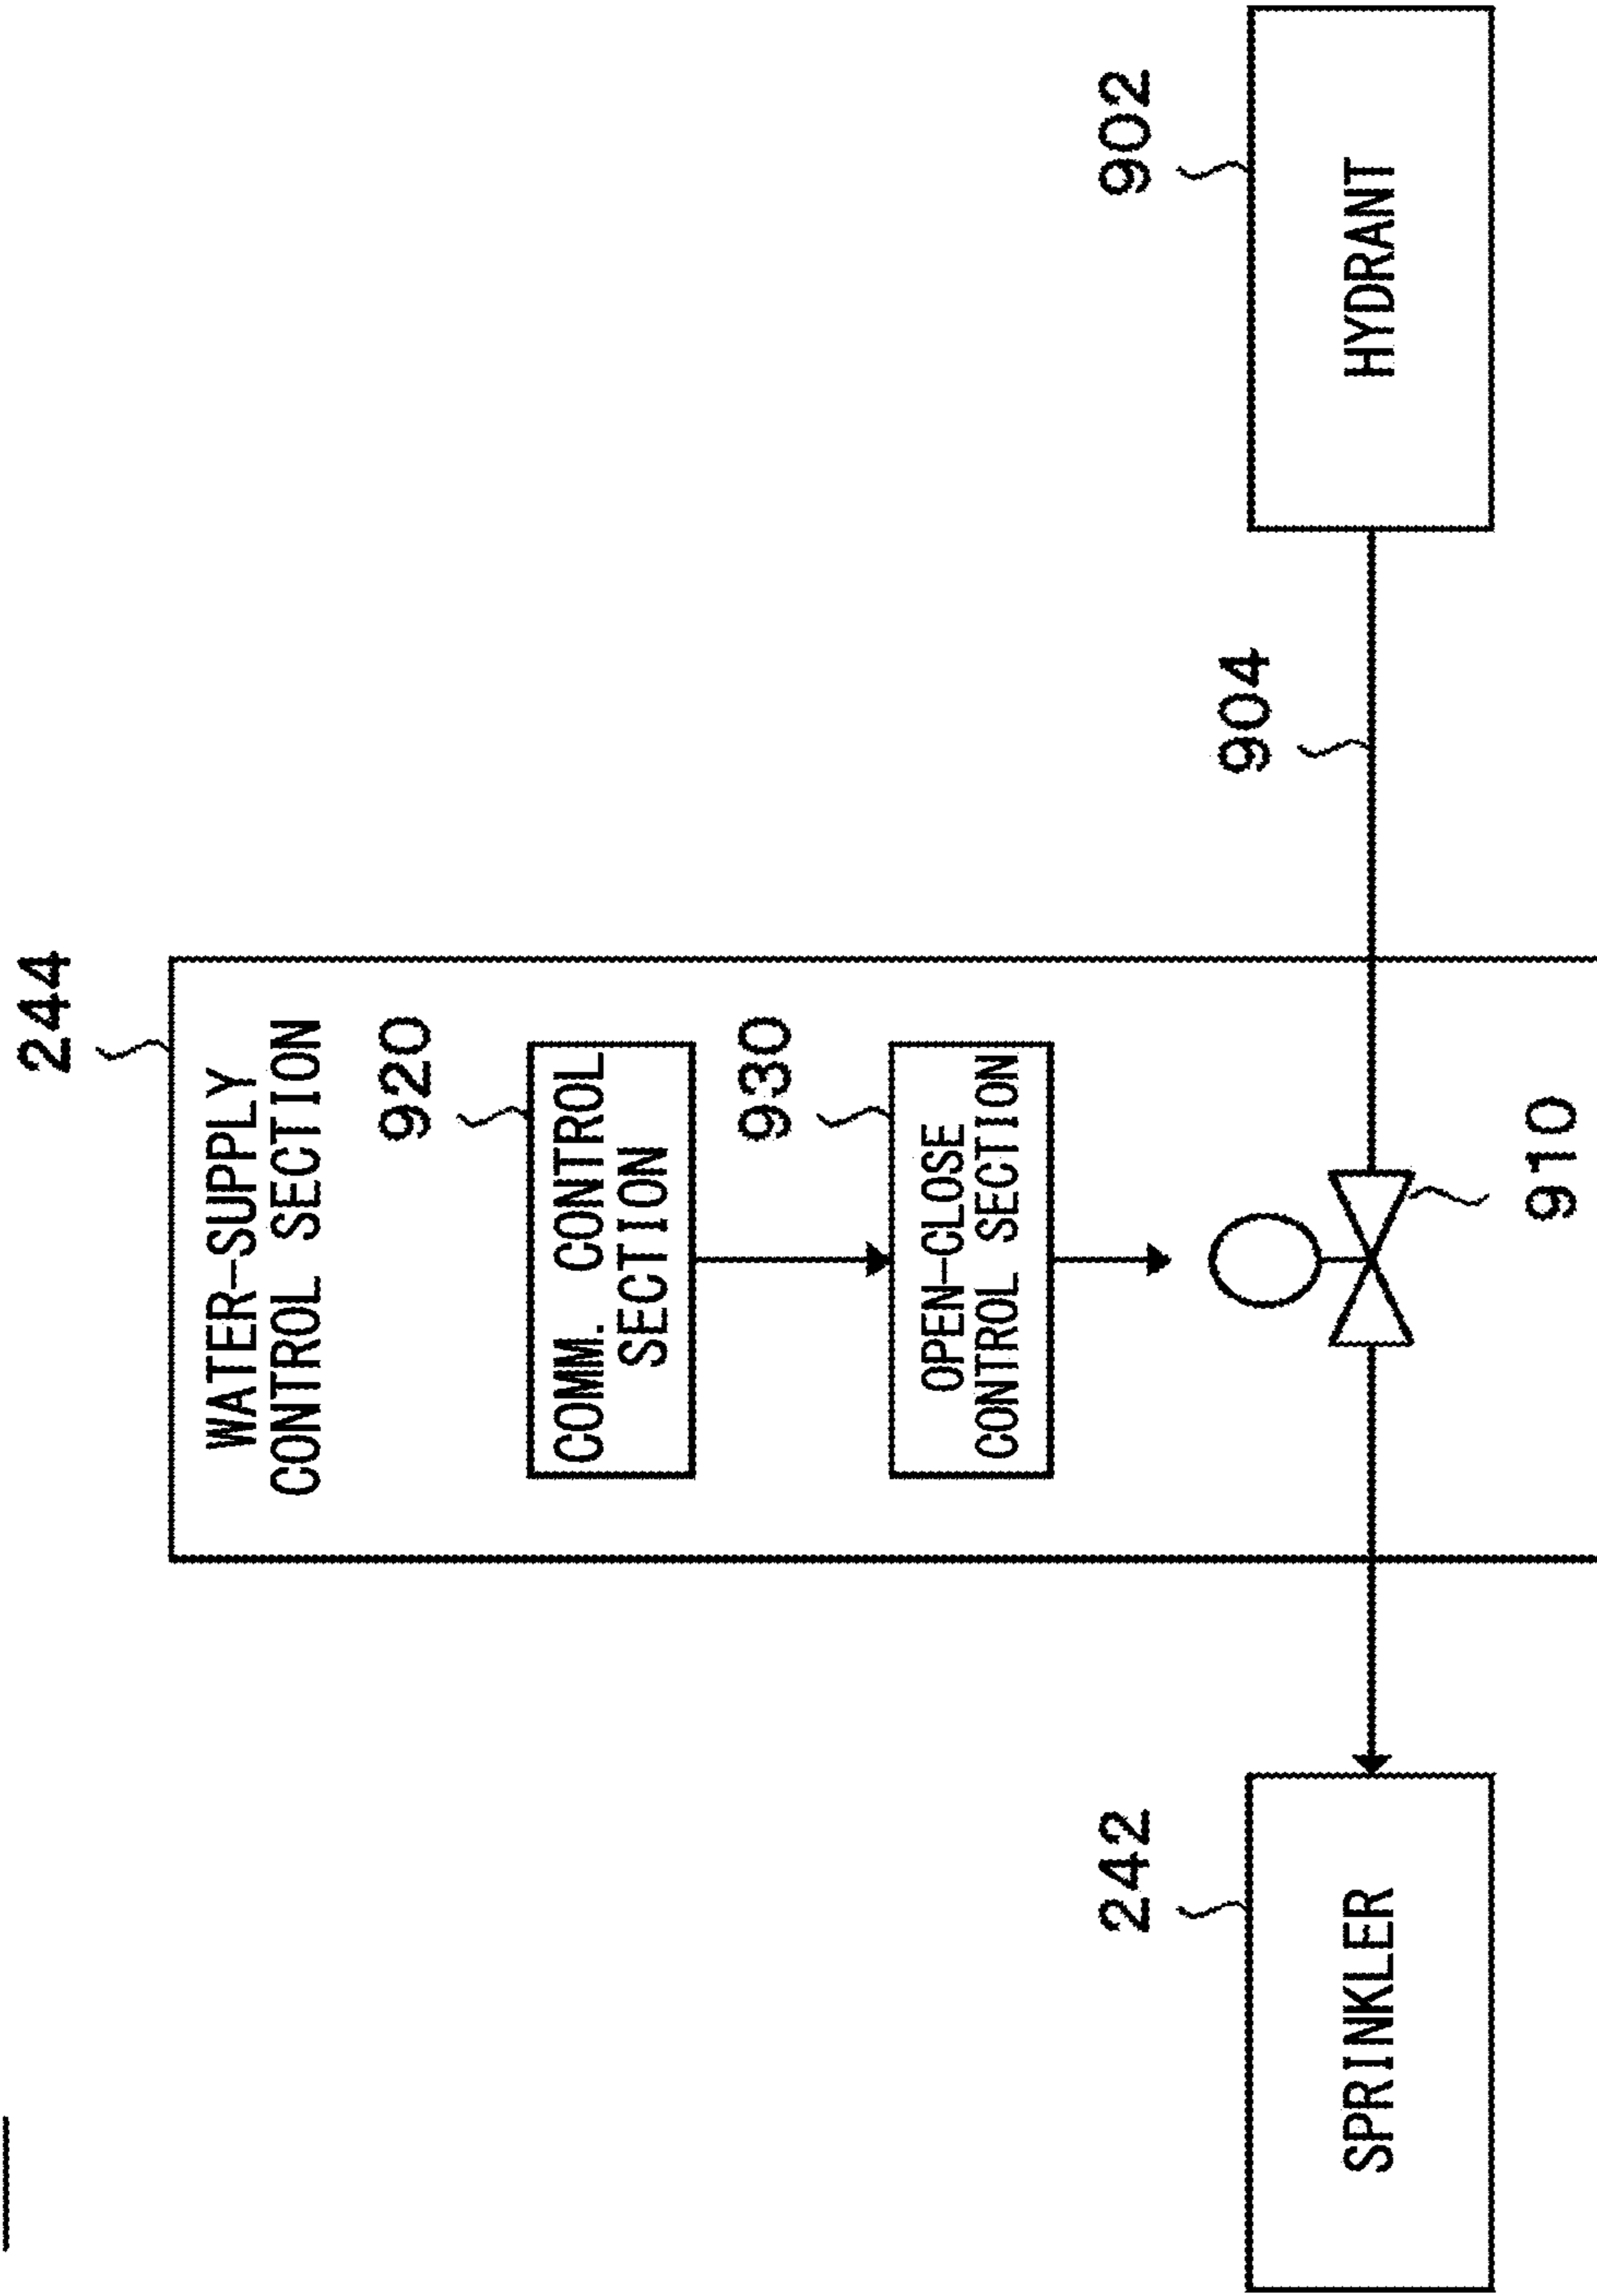 244
WATER-SUPPLY
CONTROL SECTION
920
COMM. CONTROL
SECTION
930
OPEN-CLOSE
CONTROL SECTION
242
SPRINKLER
904
902
HYDRANT
910